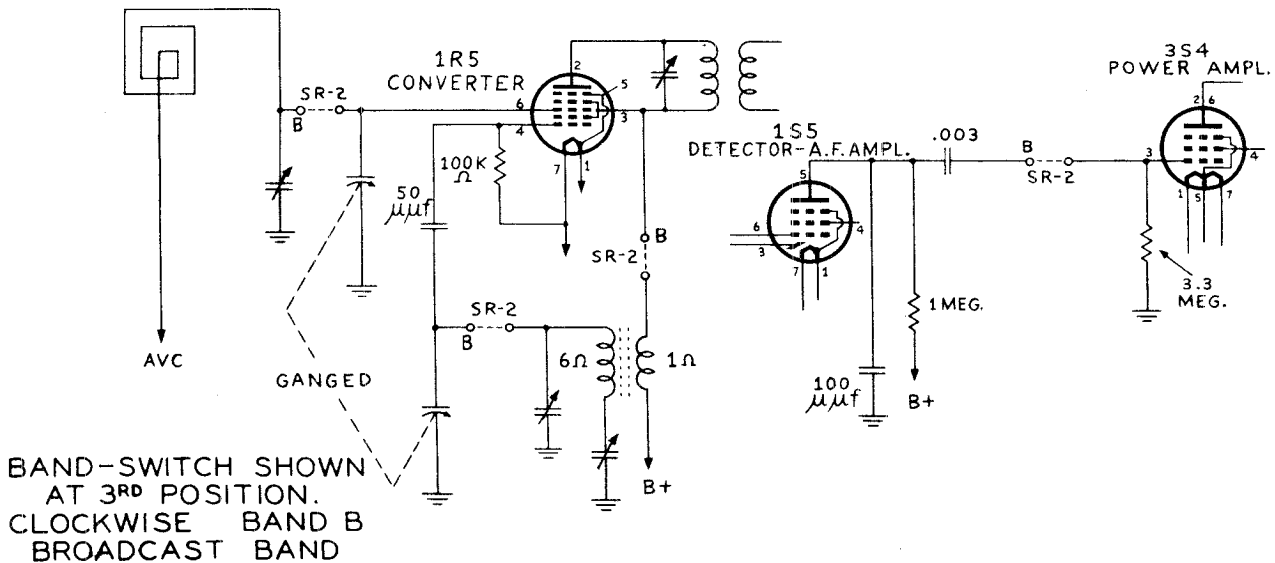 1R5
CONVERTER
2
5
6
4
3
7
1
SR-2
B
100K
Ω
50
μμf
AVC
GANGED
SR-2
B
6Ω
1Ω
B
SR-2
B+
1S5
DETECTOR-A.F. AMPL.
5
6
3
4
7
1
.003
100
μμf
1 MEG.
B+
B
SR-2
3S4
POWER AMPL.
2 6
3
4
1
5
7
3.3
MEG.
BAND-SWITCH SHOWN
AT 3RD POSITION.
CLOCKWISE BAND B
BROADCAST BAND